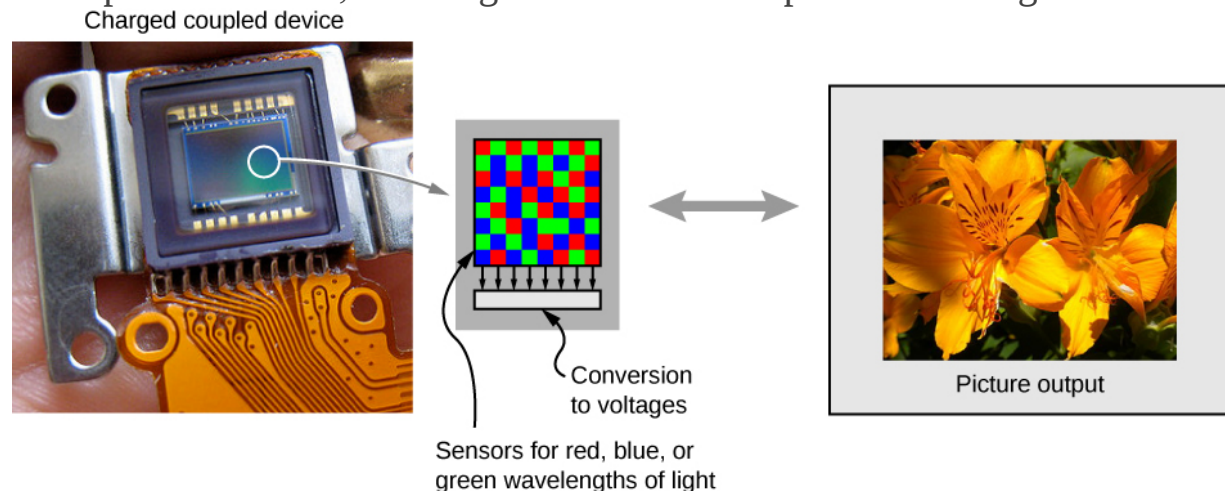 Charged coupled device
Conversion
to voltages
Sensors for red, blue, or
green wavelengths of light
Picture output